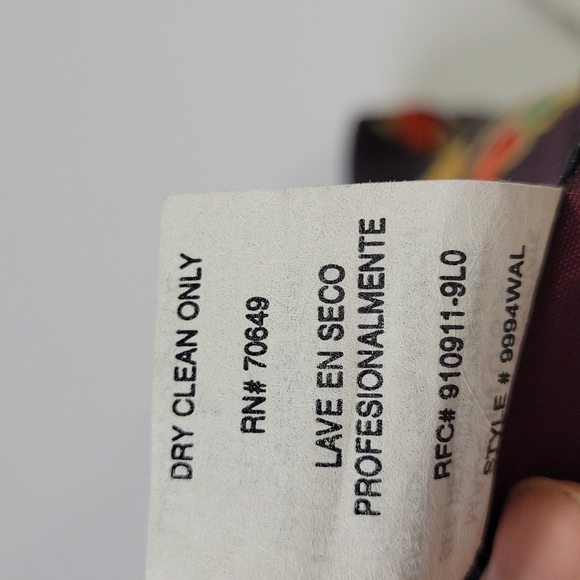 DRY CLEAN ONLY
RN# 70649
LAVE EN SECO
PROFESIONALMENTE
RFC# 910911-9L0
STYLE # 9994WAL